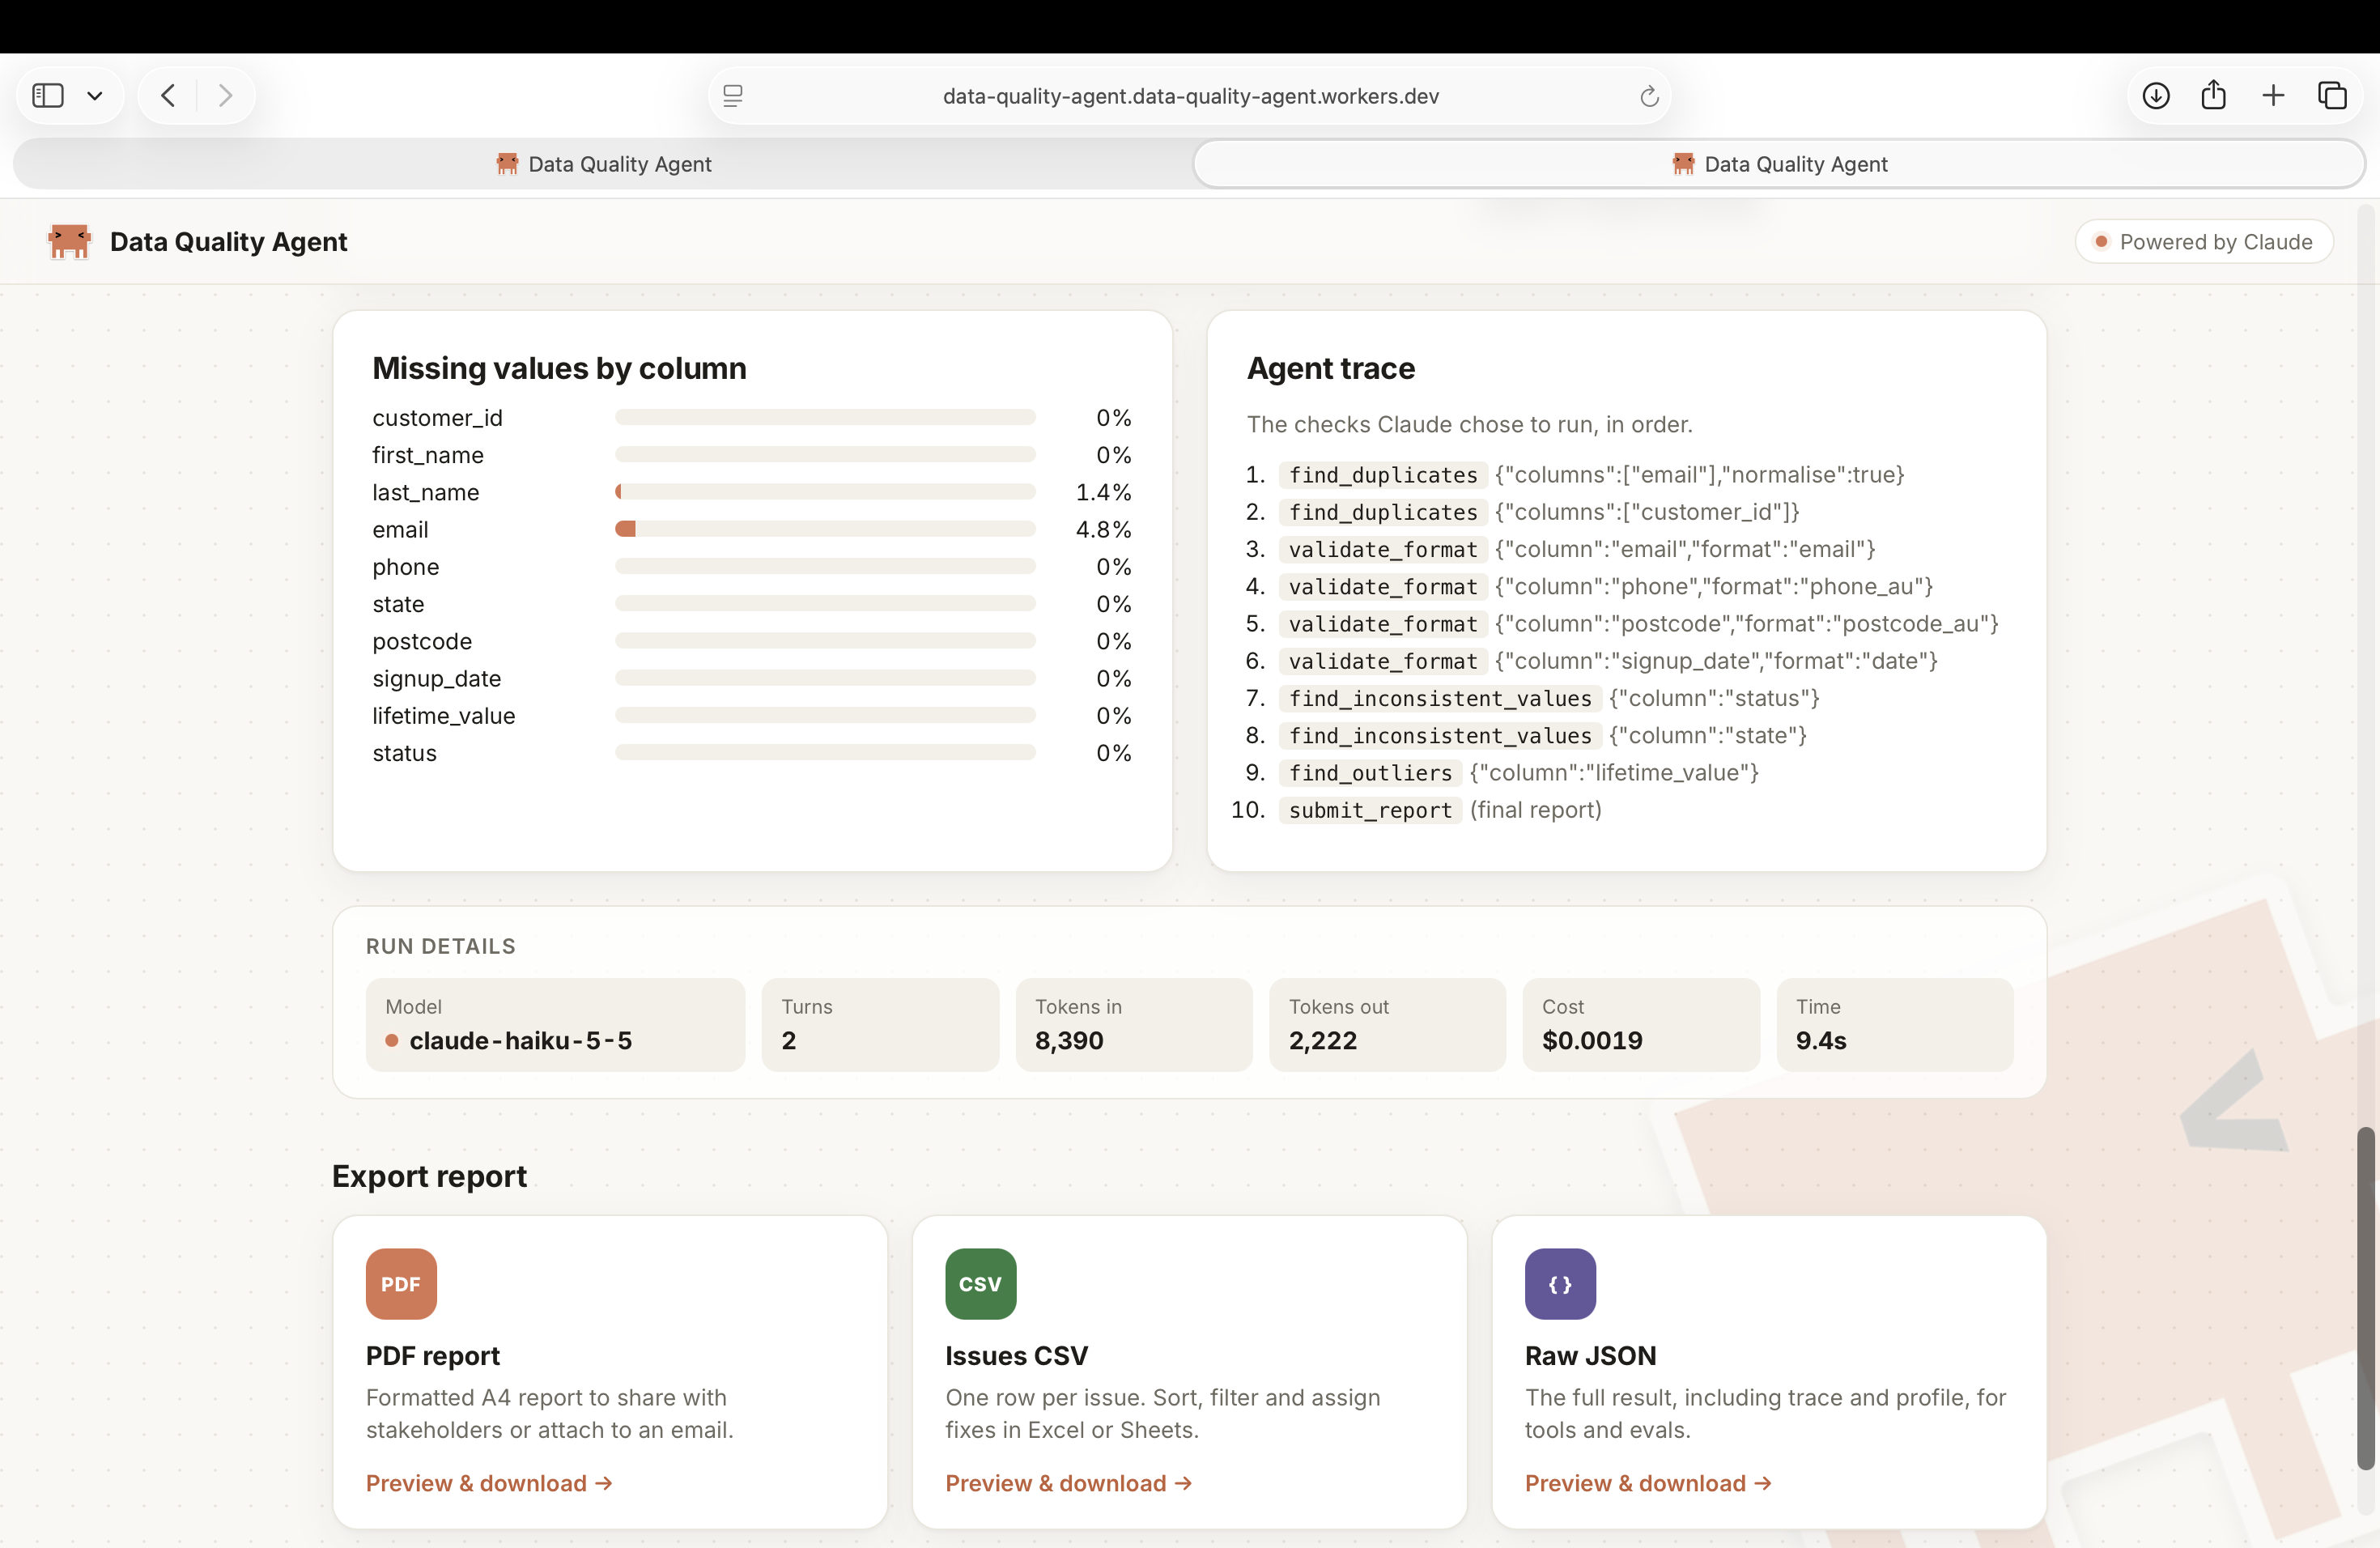 data-quality-agent.data-quality-agent.workers.dev
Data Quality Agent
Data Quality Agent
Data Quality Agent
Powered by Claude
Missing values by column
customer_id 0%
first_name 0%
last_name 1.4%
email 4.8%
phone 0%
state 0%
postcode 0%
signup_date 0%
lifetime_value 0%
status 0%
Agent trace
The checks Claude chose to run, in order.
1. find_duplicates {"columns":["email"],"normalise":true}
2. find_duplicates {"columns":["customer_id"]}
3. validate_format {"column":"email","format":"email"}
4. validate_format {"column":"phone","format":"phone_au"}
5. validate_format {"column":"postcode","format":"postcode_au"}
6. validate_format {"column":"signup_date","format":"date"}
7. find_inconsistent_values {"column":"status"}
8. find_inconsistent_values {"column":"state"}
9. find_outliers {"column":"lifetime_value"}
10. submit_report (final report)
RUN DETAILS
Model
claude-haiku-5-5
Turns
2
Tokens in
8,390
Tokens out
2,222
Cost
$0.0019
Time
9.4s
Export report
PDF
PDF report
Formatted A4 report to share with
stakeholders or attach to an email.
Preview & download →
CSV
Issues CSV
One row per issue. Sort, filter and assign
fixes in Excel or Sheets.
Preview & download →
{ }
Raw JSON
The full result, including trace and profile, for
tools and evals.
Preview & download →